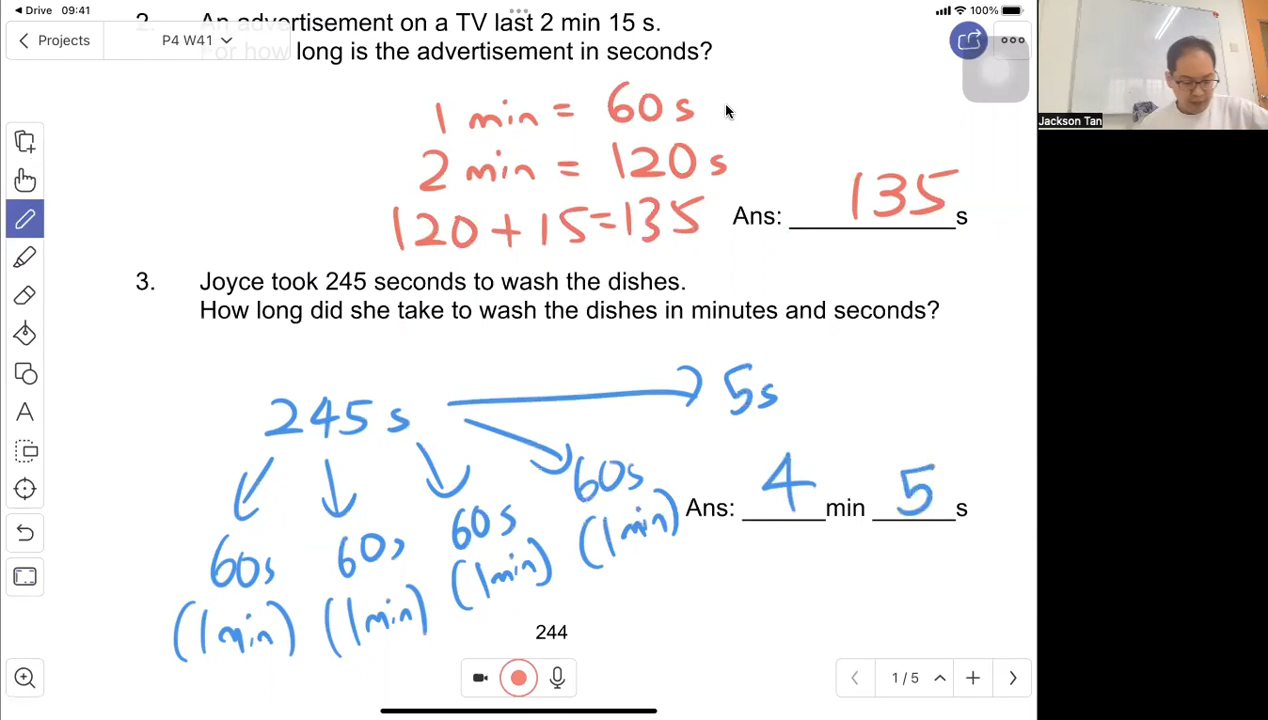 Drive 09:41
100%
Projects
P4 W41
2. An advertisement on a TV last 2 min 15 s.
For how long is the advertisement in seconds?
1 min = 60 s
2 min = 120 s
120 + 15 = 135
Ans: 135 s
Jackson Tan
3. Joyce took 245 seconds to wash the dishes.
How long did she take to wash the dishes in minutes and seconds?
245 s
5s
60s
(1min)
60s
(1min)
60s
(1min)
60s
(1min)
Ans: 4 min 5 s
244
A
1 / 5